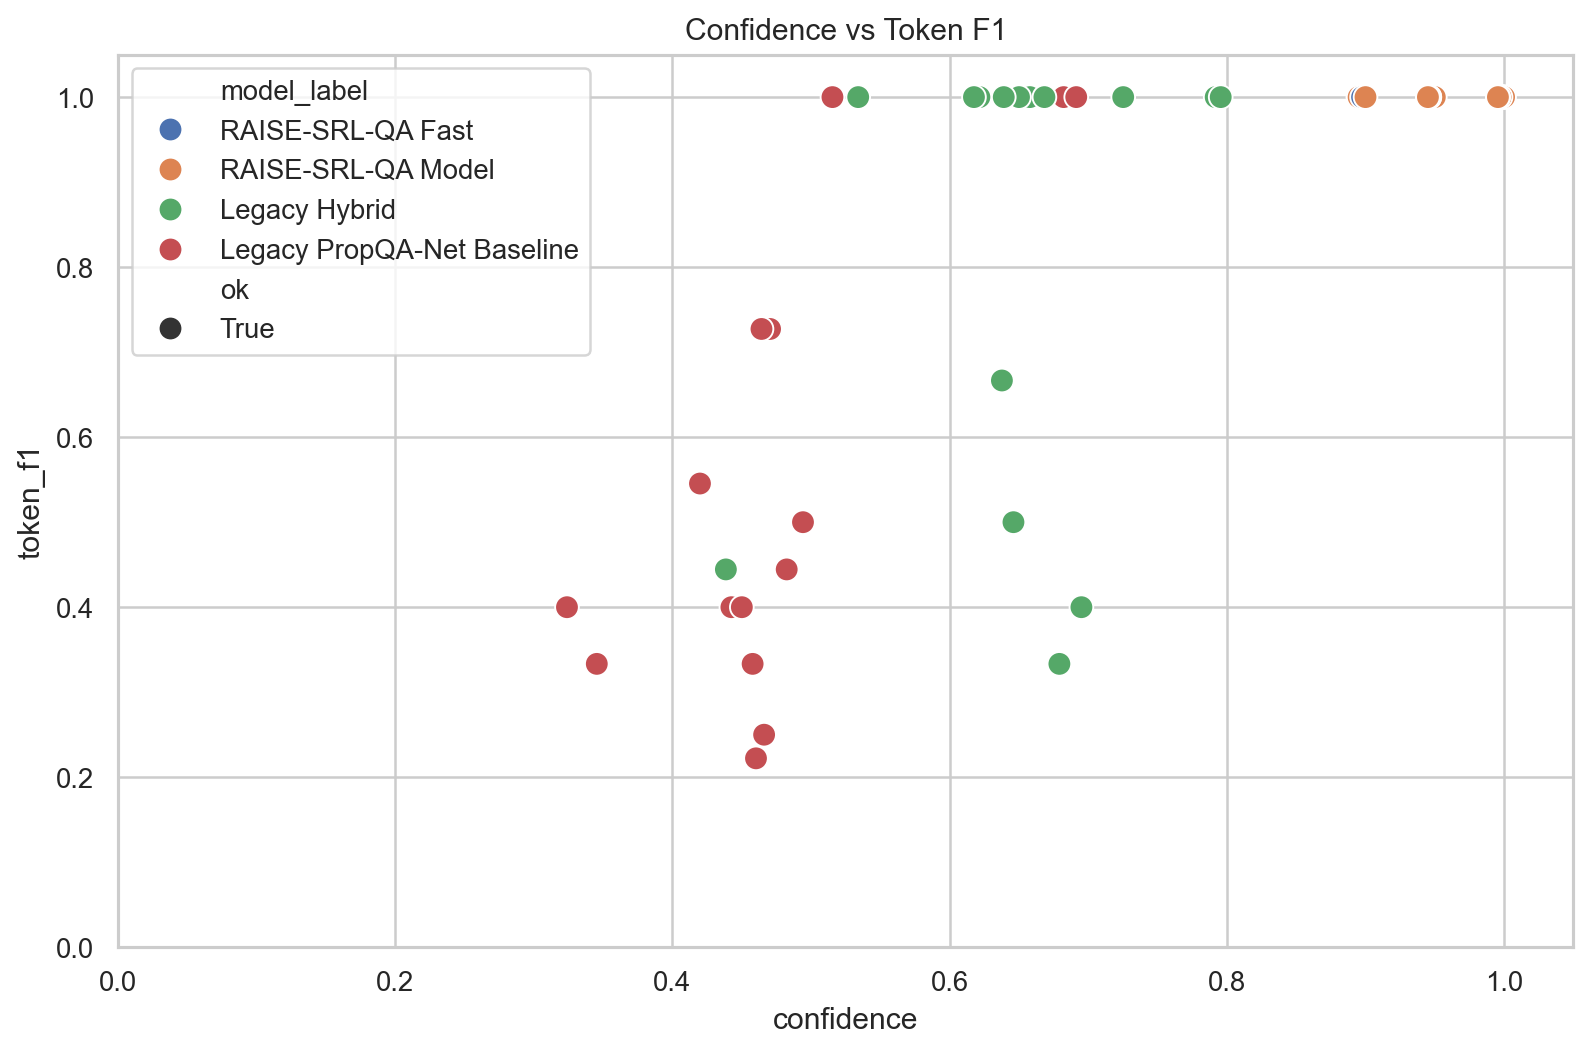 Confidence vs Token F1
model_label
RAISE-SRL-QA Fast
RAISE-SRL-QA Model
Legacy Hybrid
Legacy PropQA-Net Baseline
ok
True
1.0
0.8
0.6
0.4
0.2
0.0
token_f1
0.0 0.2 0.4 0.6 0.8 1.0
confidence